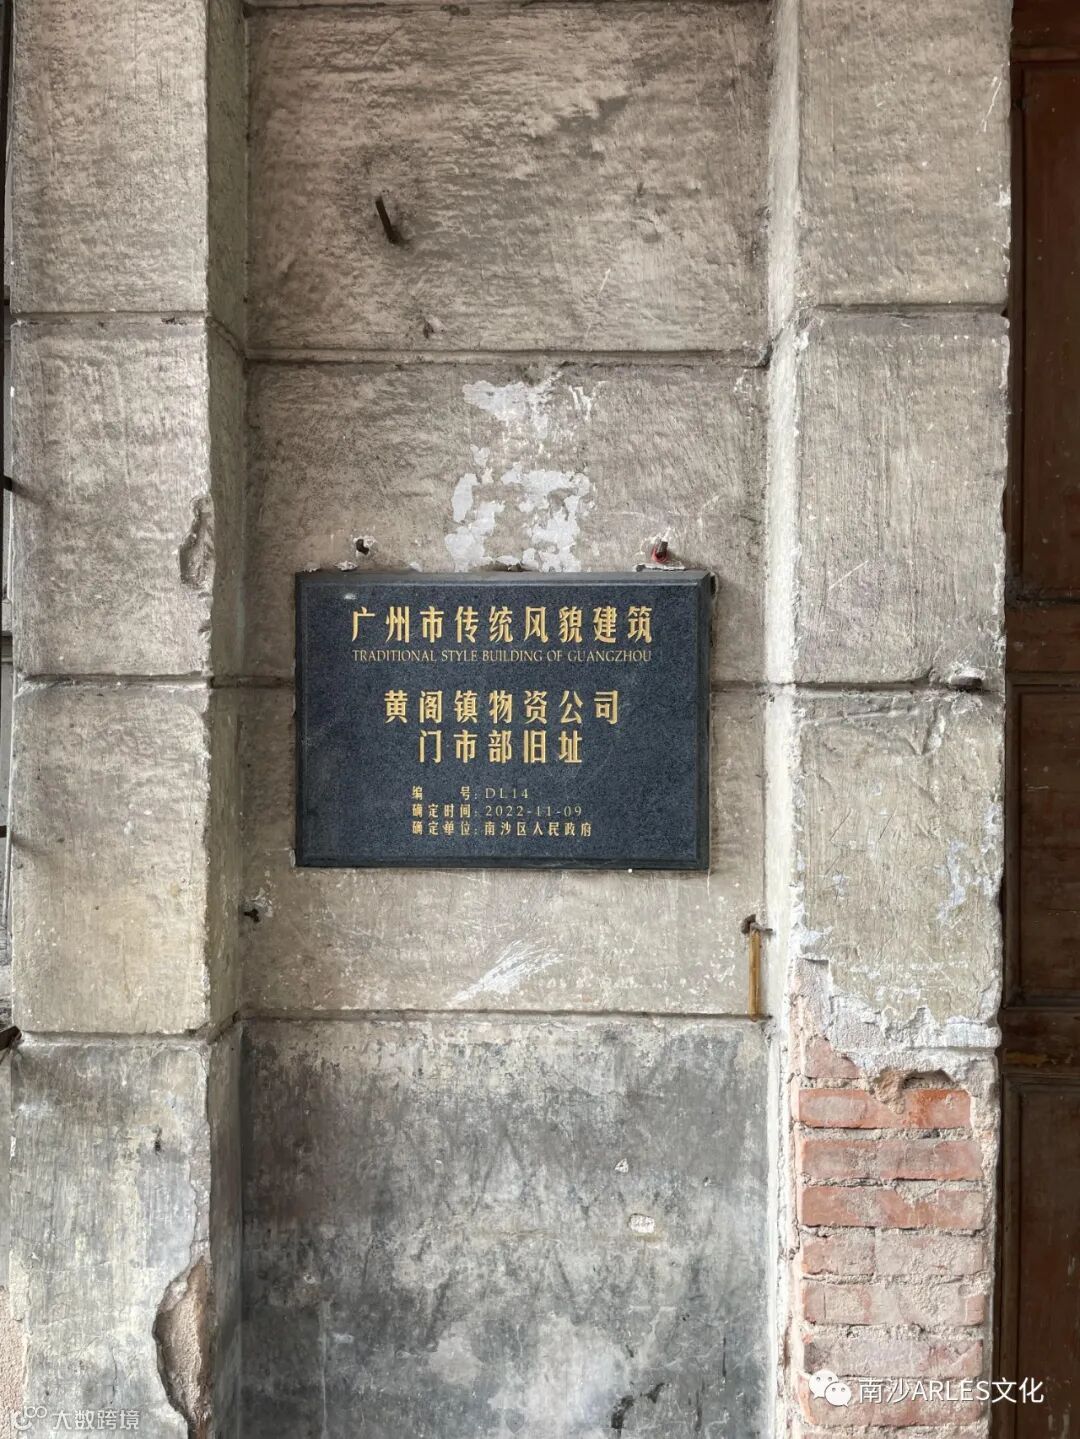 广州市传统风貌建筑
TRADITIONAL STYLE BUILDING OF GUANGZHOU
黄阁镇物资公司
门市部旧址
编　　号：DL14
确定时间：2022-11-09
确定单位：南沙区人民政府
南沙ARLES文化
大数跨境